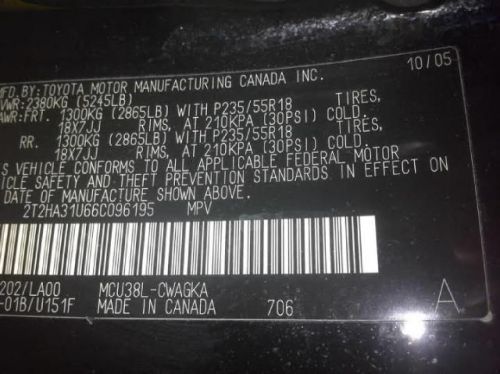 MFD.BY: TOYOTA MOTOR MANUFACTURING CANADA INC. 10/05
VWR: 2380KG (5245LB)
AWR: FRT. 1300KG (2865LB) WITH P235/55R18 TIRES,
18X7JJ RIMS, AT 210KPA (30PSI) COLD.
RR. 1300KG (2865LB) WITH P235/55R18 TIRES,
18X7JJ RIMS, AT 210KPA (30PSI) COLD.
S VEHICLE CONFORMS TO ALL APPLICABLE FEDERAL MOTOR
ICLE SAFETY AND THEFT PREVENTION STANDARDS IN EFFECT ON
DATE OF MANUFACTURE SHOWN ABOVE.
2T2HA31U66C096195 MPV
202/LA00 MCU38L-CWAGKA
-01B/U151F MADE IN CANADA 706 A